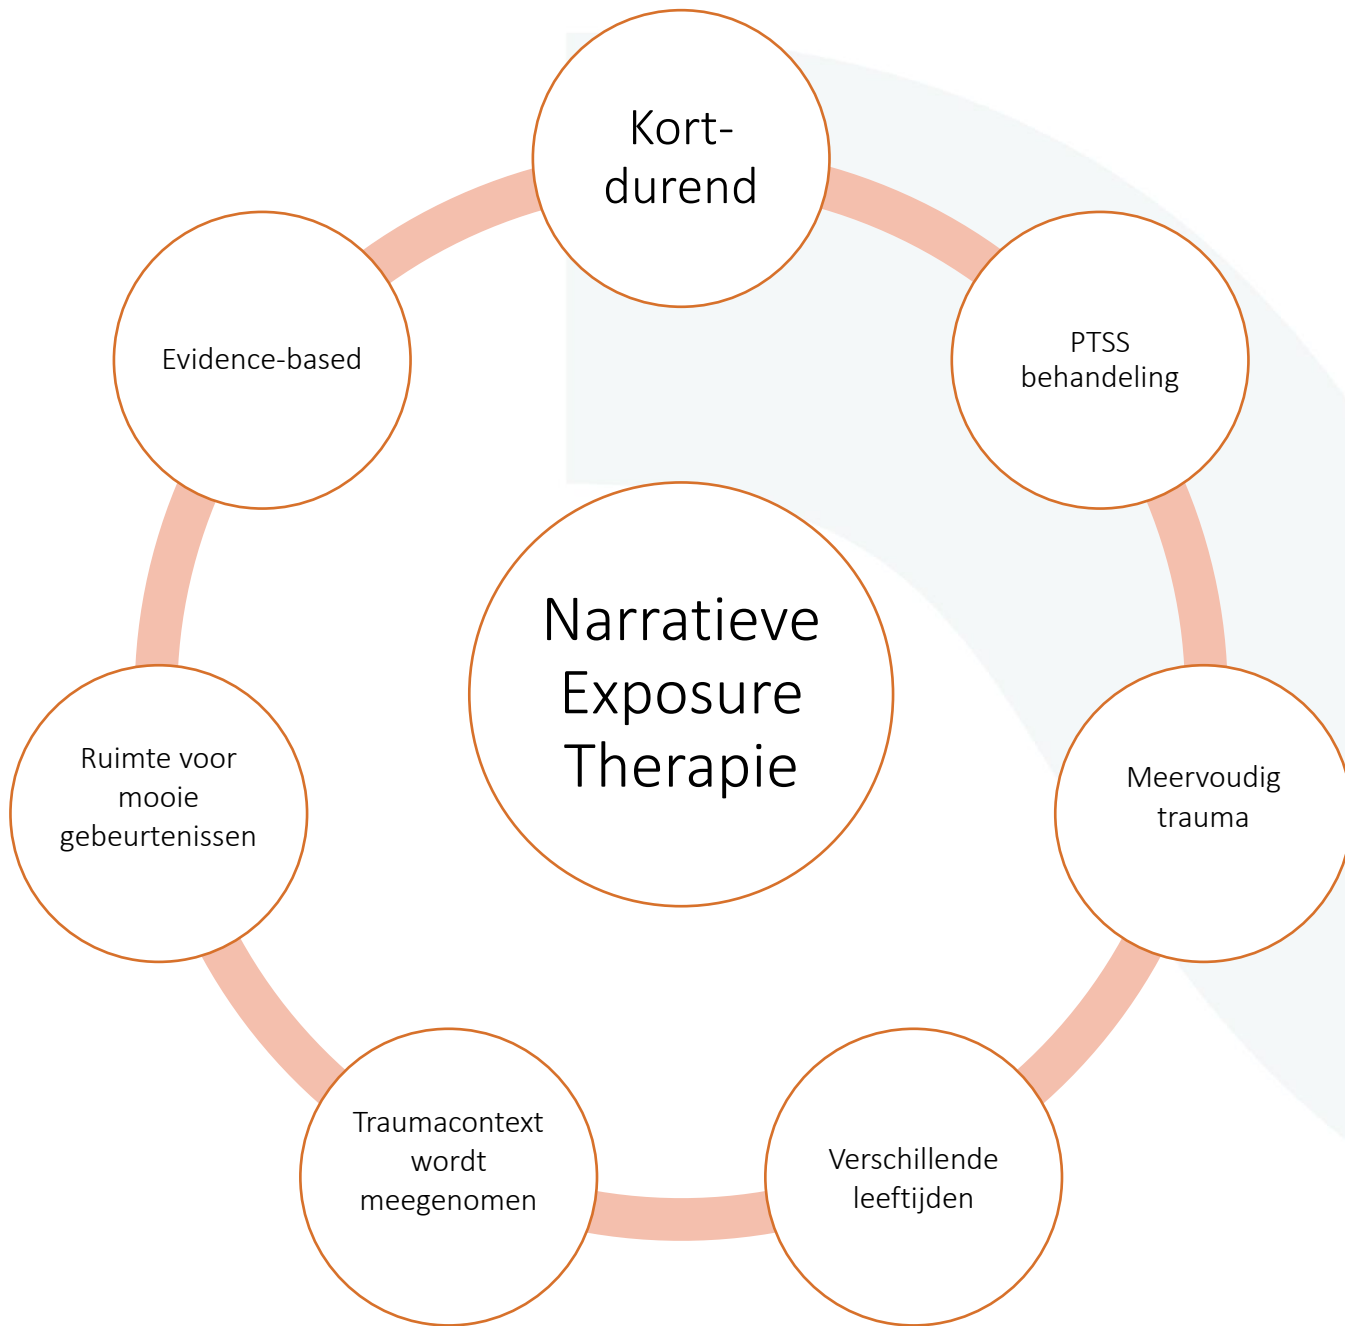 Kort-
durend
PTSS
behandeling
Meervoudig
trauma
Verschillende
leeftijden
Traumacontext
wordt
meegenomen
Ruimte voor
mooie
gebeurtenissen
Evidence-based
Narratieve
Exposure
Therapie